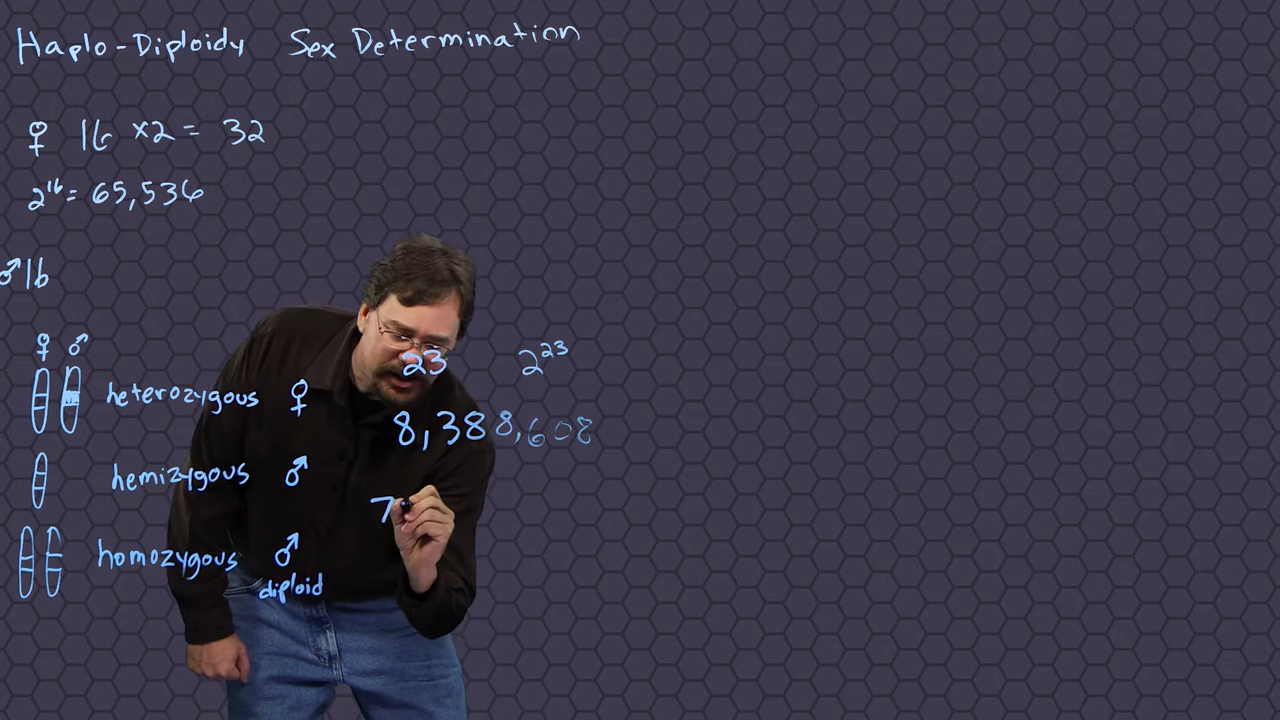 Haplo-Diploidy Sex Determination
♀ 16 ×2 = 32
2¹⁶ = 65,536
♂ 16
♀ ♂
23 2²³
heterozygous ♀
8,388,608
hemizygous ♂
7
homozygous ♂
diploid